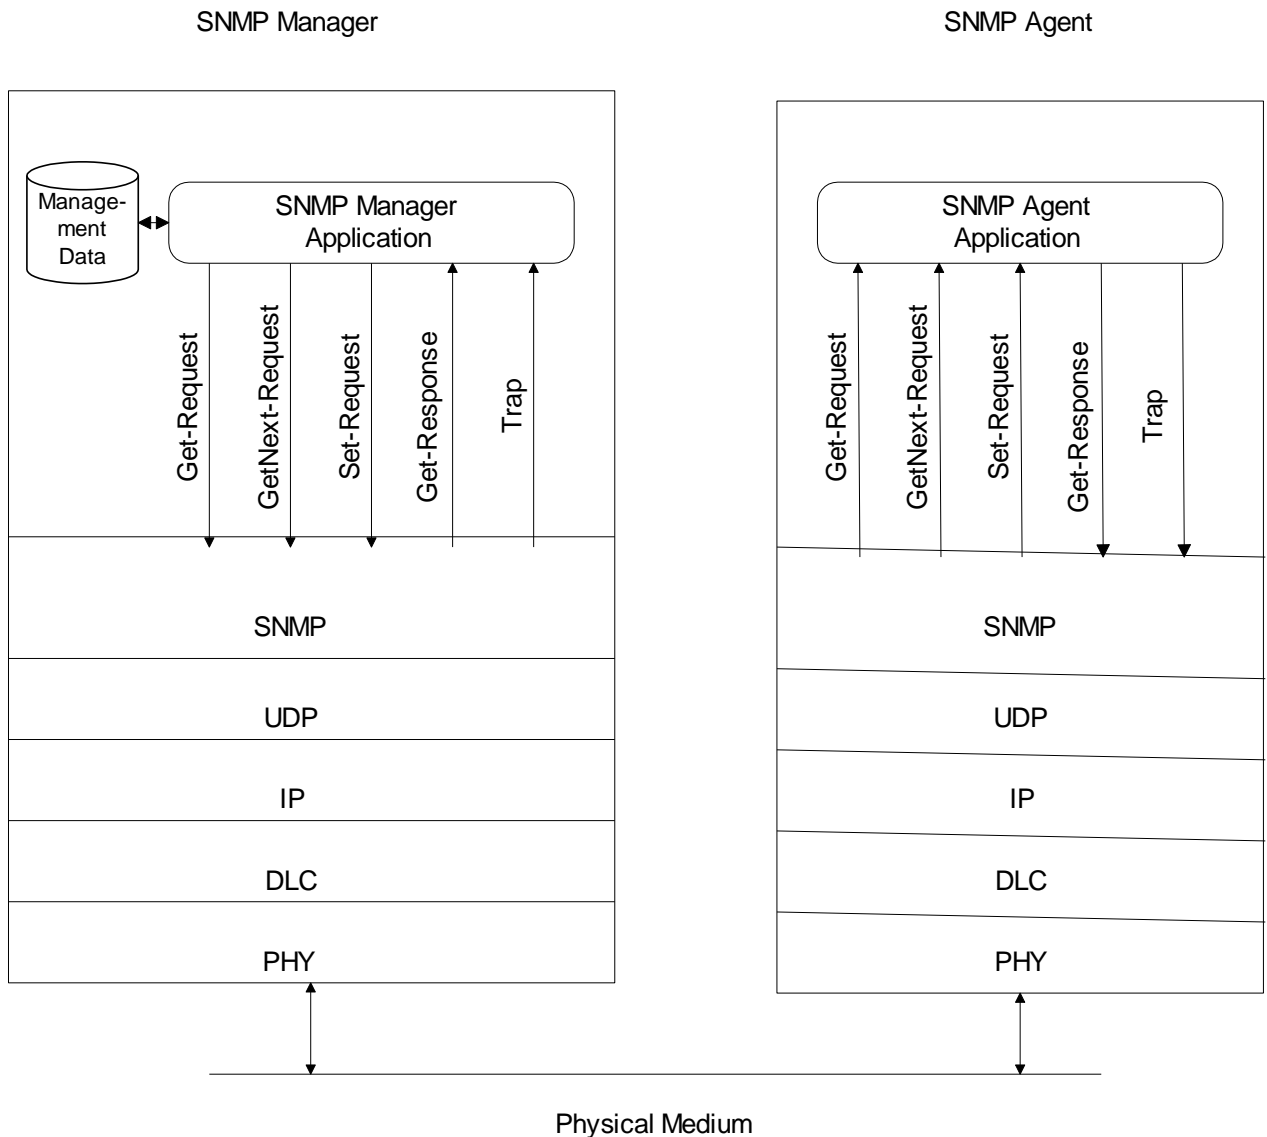 SNMP Manager
SNMP Agent
Manage-
ment
Data
SNMP Manager
Application
Get-Request
GetNext-Request
Set-Request
Get-Response
Trap
SNMP
UDP
IP
DLC
PHY
SNMP Agent
Application
Get-Request
GetNext-Request
Set-Request
Get-Response
Trap
SNMP
UDP
IP
DLC
PHY
Physical Medium